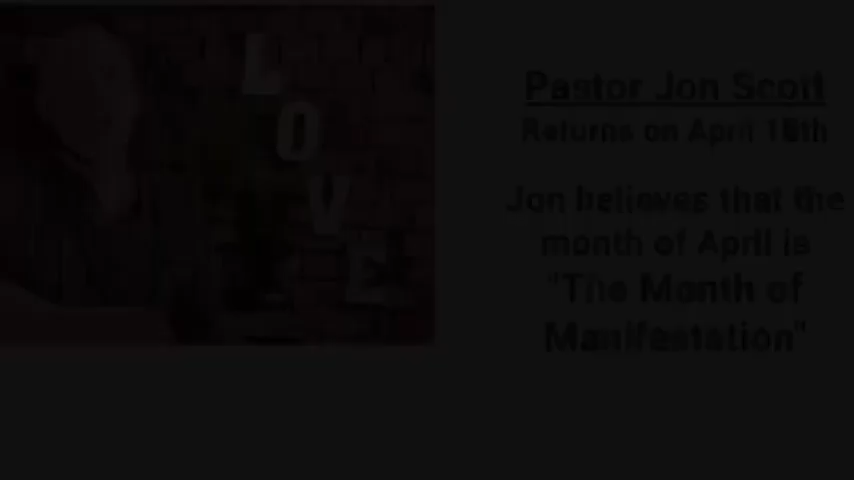 L
O
V
E
Pastor Jon Scott
Returns on April 18th
Jon believes that the
month of April is
"The Month of
Manifestation"